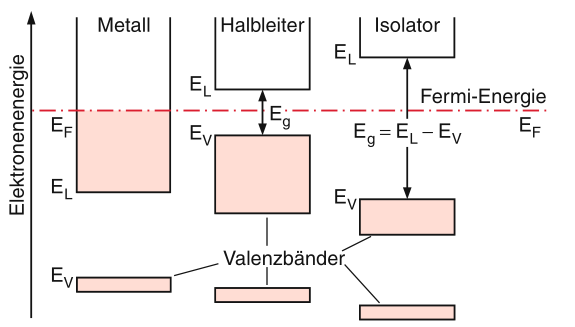 Metall
Halbleiter
Isolator
Elektronenenergie
E_L
E_L
Fermi-Energie
E_g
E_F
E_V
E_g = E_L – E_V
E_F
E_L
E_V
Valenzbänder
E_V